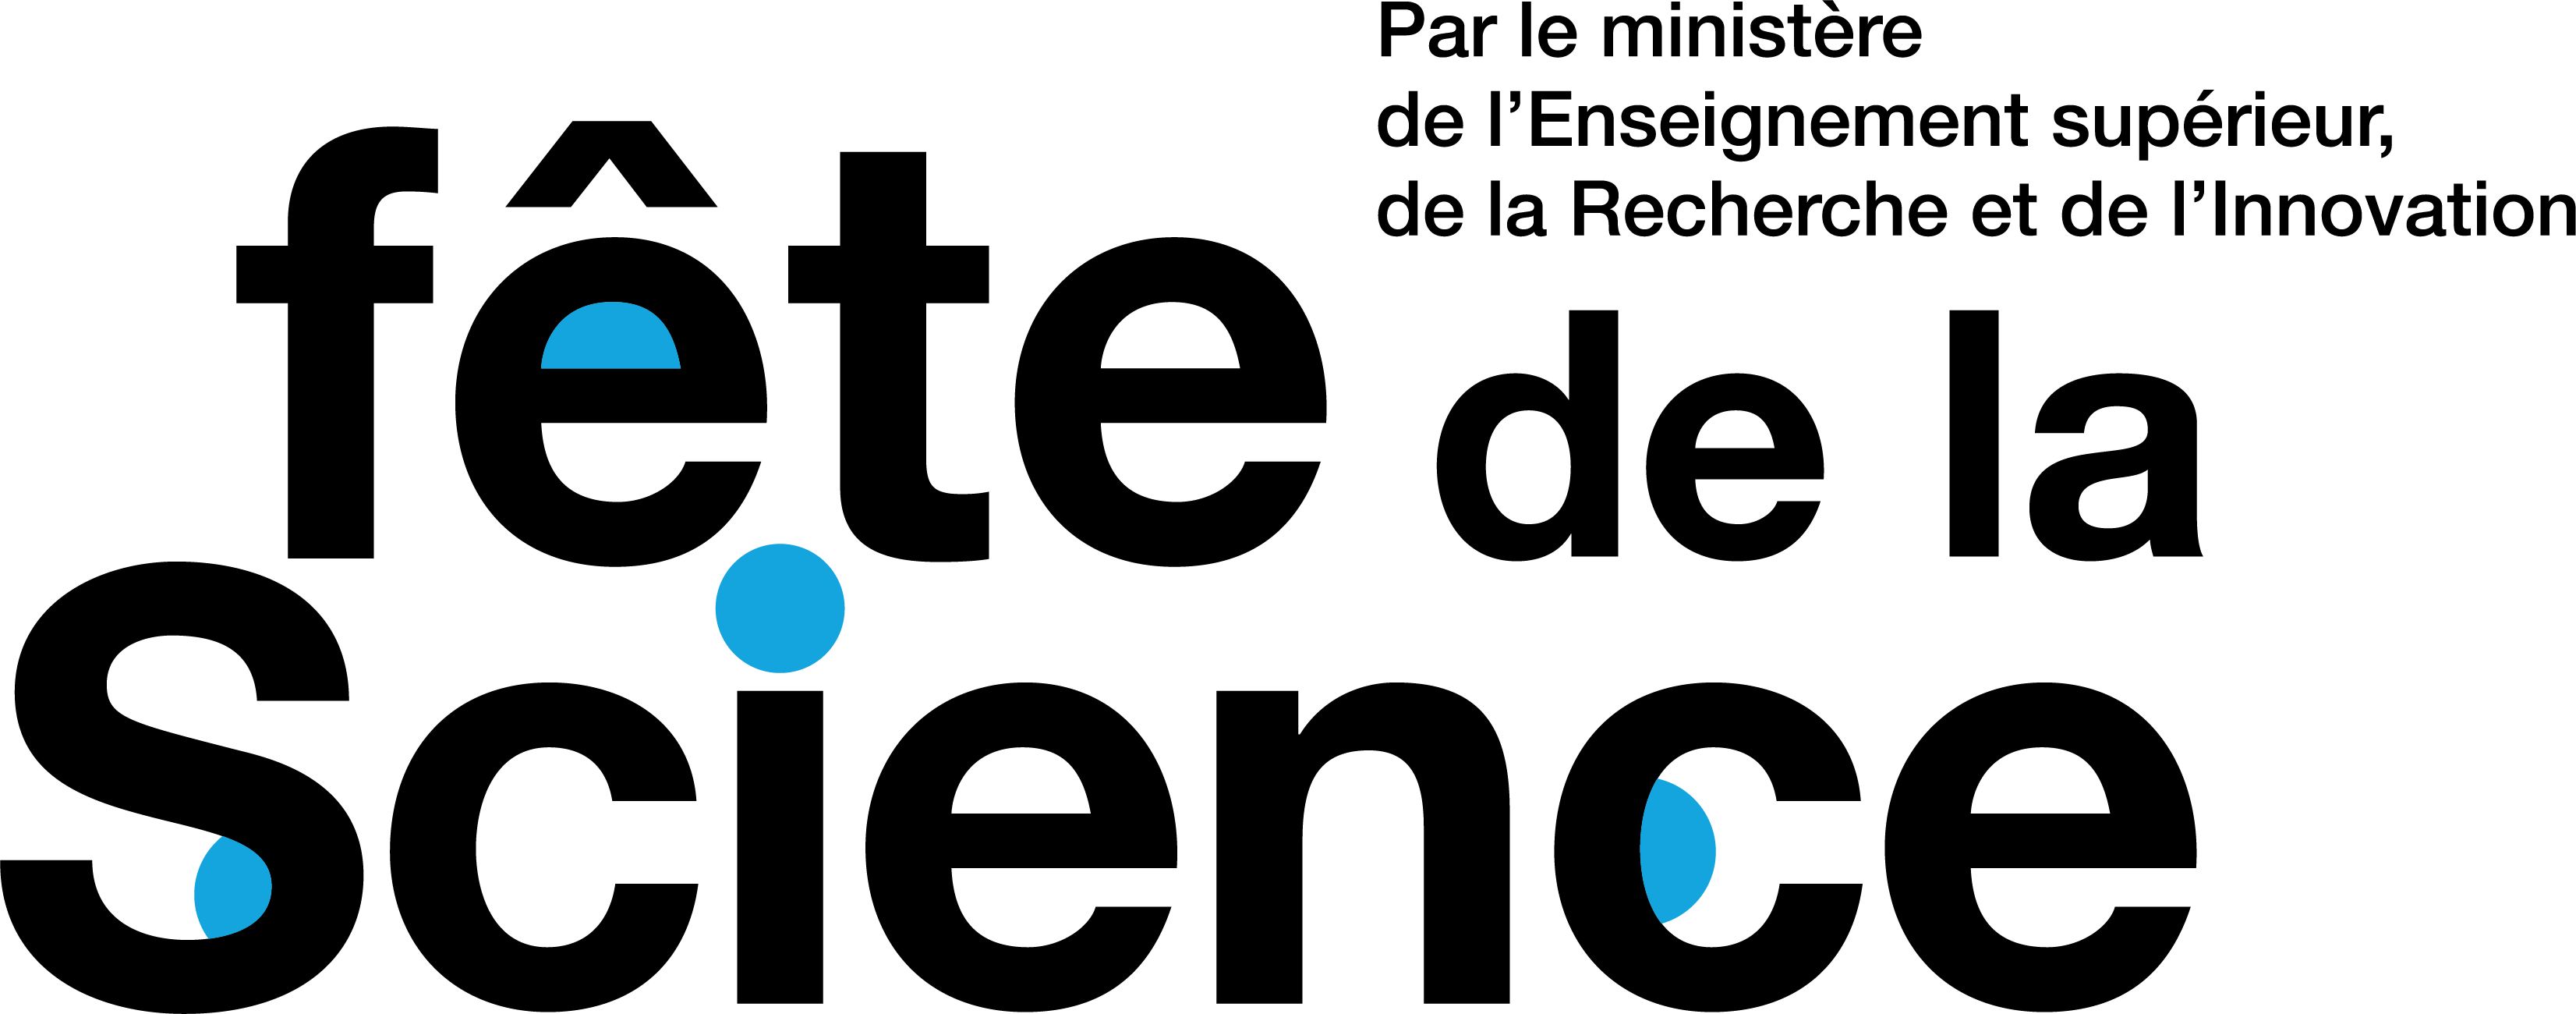 Par le ministère
de l’Enseignement supérieur,
de la Recherche et de l’Innovation
fête de la
Science